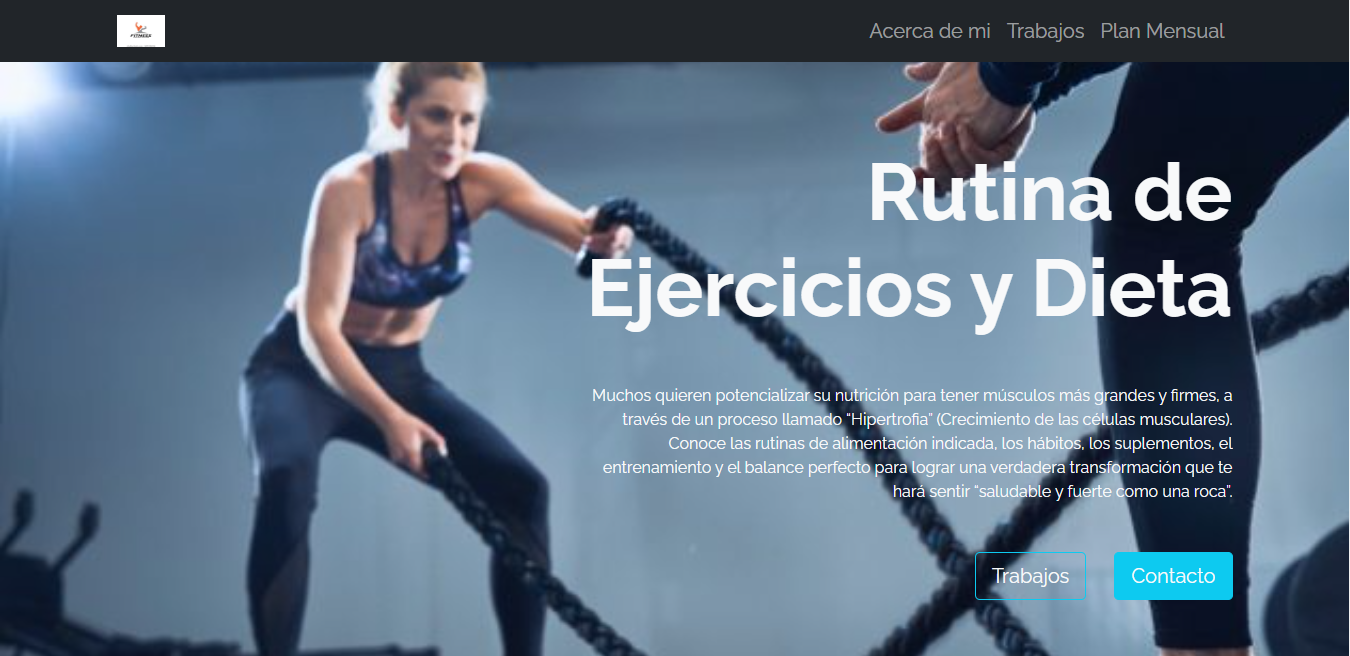 FITNESS
Acerca de mi Trabajos Plan Mensual
Rutina de
Ejercicios y Dieta
Muchos quieren potencializar su nutrición para tener músculos más grandes y firmes, a
través de un proceso llamado “Hipertrofia” (Crecimiento de las células musculares).
Conoce las rutinas de alimentación indicada, los hábitos, los suplementos, el
entrenamiento y el balance perfecto para lograr una verdadera transformación que te
hará sentir “saludable y fuerte como una roca”.
Trabajos Contacto